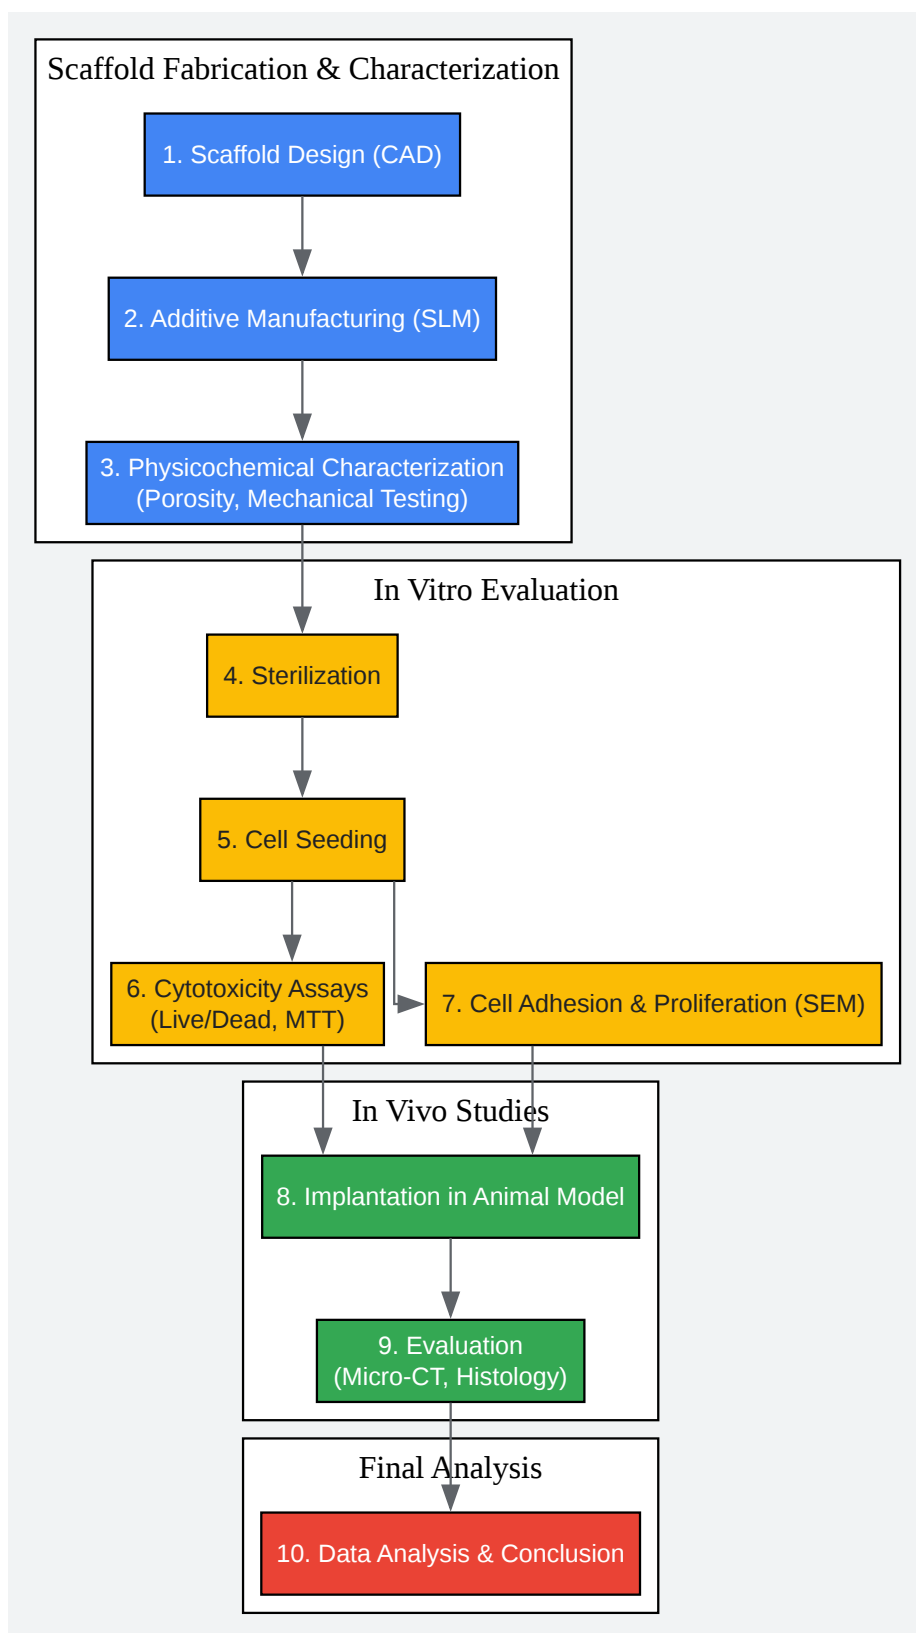 Scaffold Fabrication & Characterization
1. Scaffold Design (CAD)
2. Additive Manufacturing (SLM)
3. Physicochemical Characterization
(Porosity, Mechanical Testing)
In Vitro Evaluation
4. Sterilization
5. Cell Seeding
6. Cytotoxicity Assays
(Live/Dead, MTT)
7. Cell Adhesion & Proliferation (SEM)
In Vivo Studies
8. Implantation in Animal Model
9. Evaluation
(Micro-CT, Histology)
Final Analysis
10. Data Analysis & Conclusion